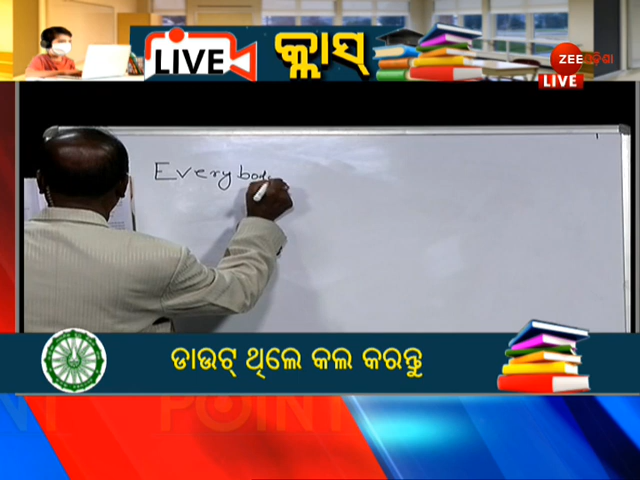 LIVE କ୍ଲାସ୍
ZEE ଓଡ଼ିଶା
LIVE
Everybod
ଡାଉଟ୍ ଥିଲେ କଲ କରନ୍ତୁ
POINT